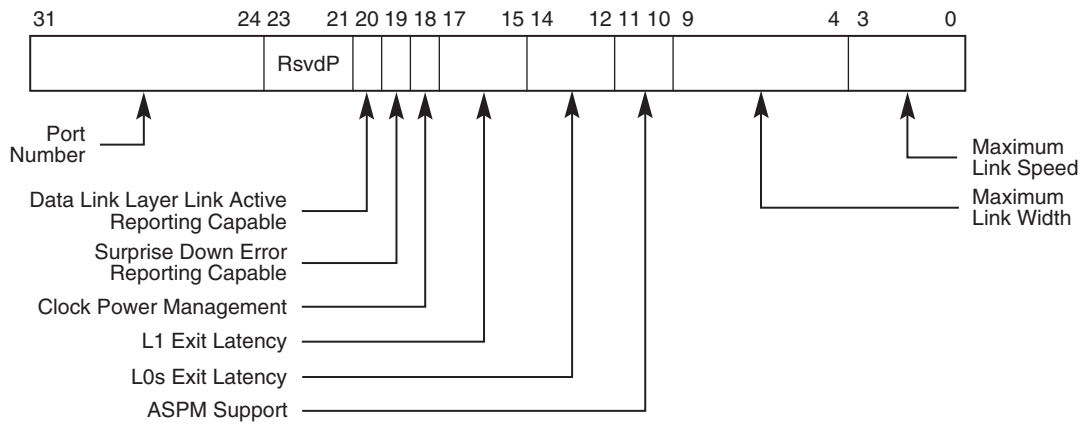 31 24 23 21 20 19 18 17 15 14 12 11 10 9 4 3 0
RsvdP
Port
Number
Maximum
Link Speed
Maximum
Link Width
Data Link Layer Link Active
Reporting Capable
Surprise Down Error
Reporting Capable
Clock Power Management
L1 Exit Latency
L0s Exit Latency
ASPM Support